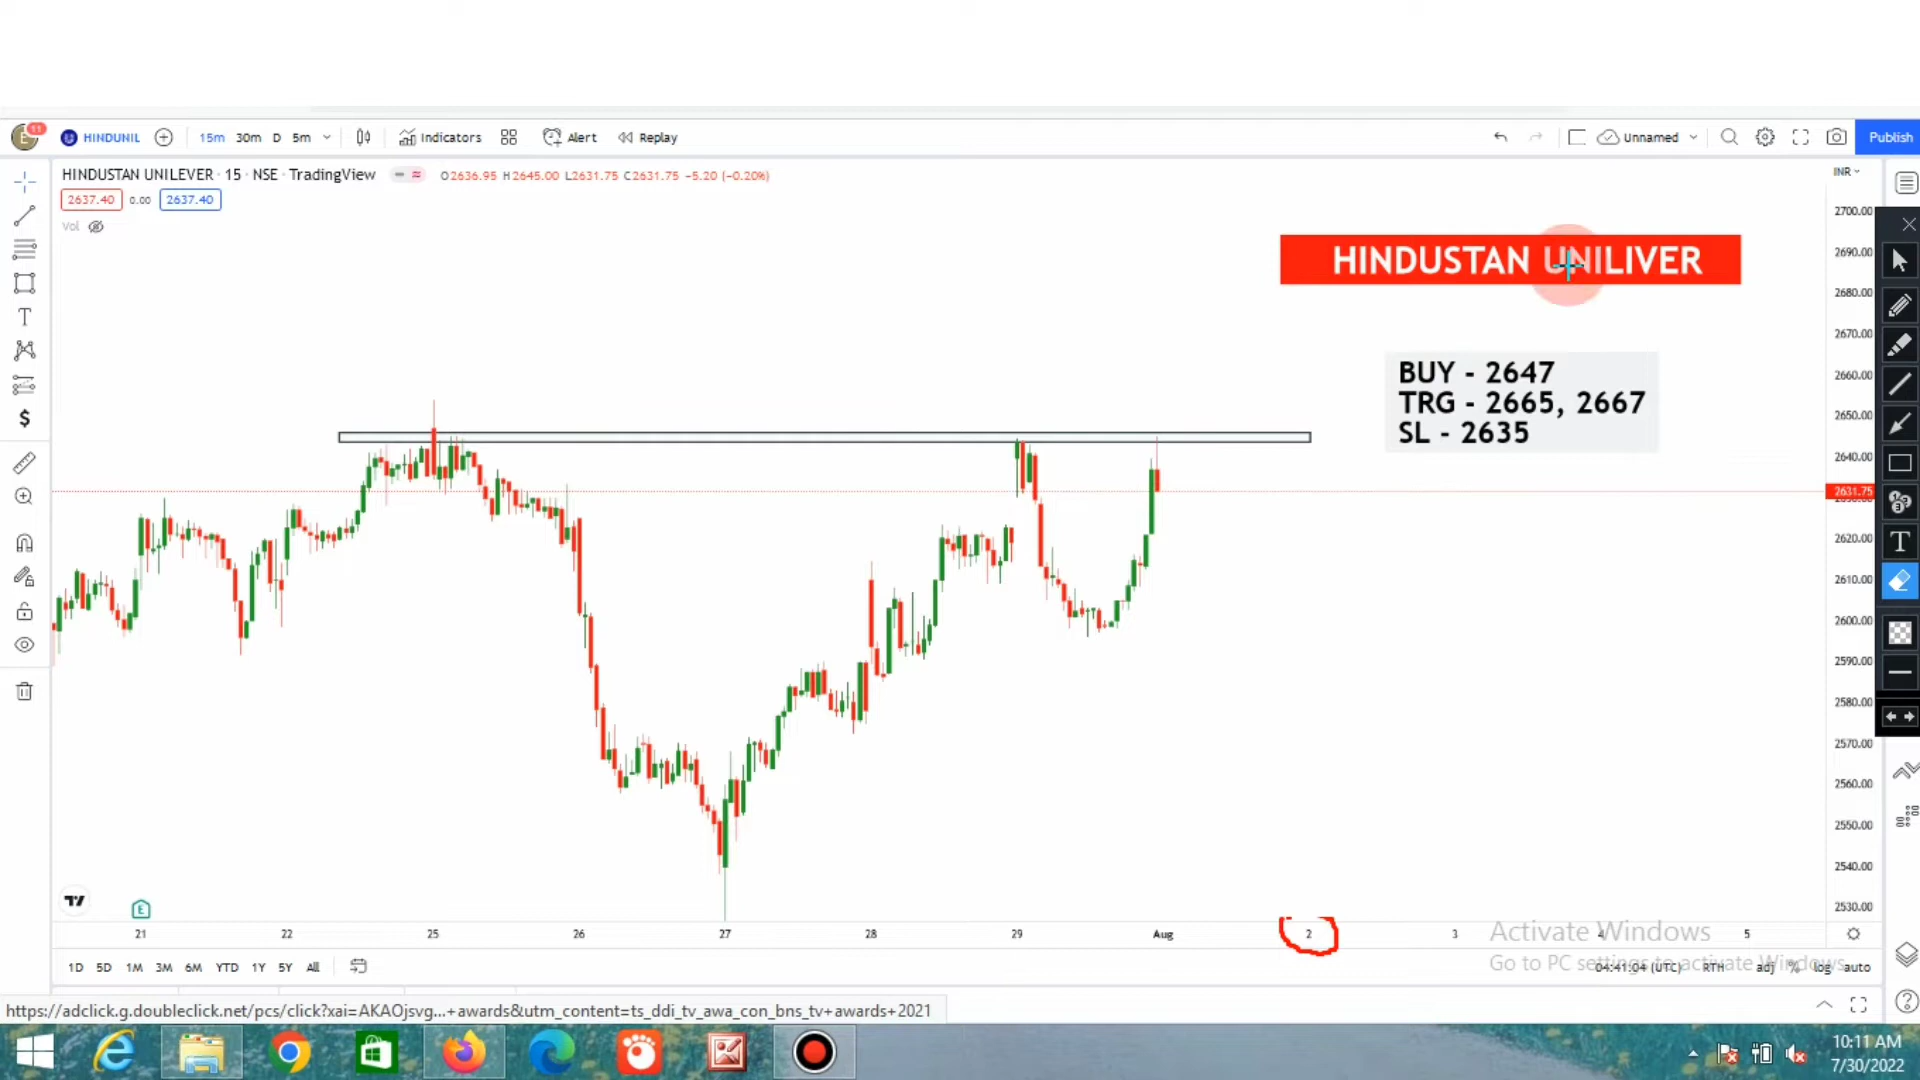 11 HINDUNIL 15m 30m D 5m Indicators Alert Replay Unnamed Publish
HINDUSTAN UNILEVER · 15 · NSE · TradingView O2636.95 H2645.00 L2631.75 C2631.75 −5.20 (−0.20%) INR
2637.40 0.00 2637.40
Vol
HINDUSTAN UNILIVER
BUY - 2647
TRG - 2665, 2667
SL - 2635
2700.00
2690.00
2680.00
2670.00
2660.00
2650.00
2640.00
2631.75
2620.00
2610.00
2600.00
2590.00
2580.00
2570.00
2560.00
2550.00
2540.00
2530.00
E
21 22 25 26 27 28 29 Aug 2 3 4 5
Activate Windows
Go to PC settings to activate Windows.
1D 5D 1M 3M 6M YTD 1Y 5Y All 04:41:04 (UTC) RTH adj % log auto
https://adclick.g.doubleclick.net/pcs/click?xai=AKAOjsvg...+awards&utm_content=ts_ddi_tv_awa_con_bns_tv+awards+2021
10:11 AM
7/30/2022